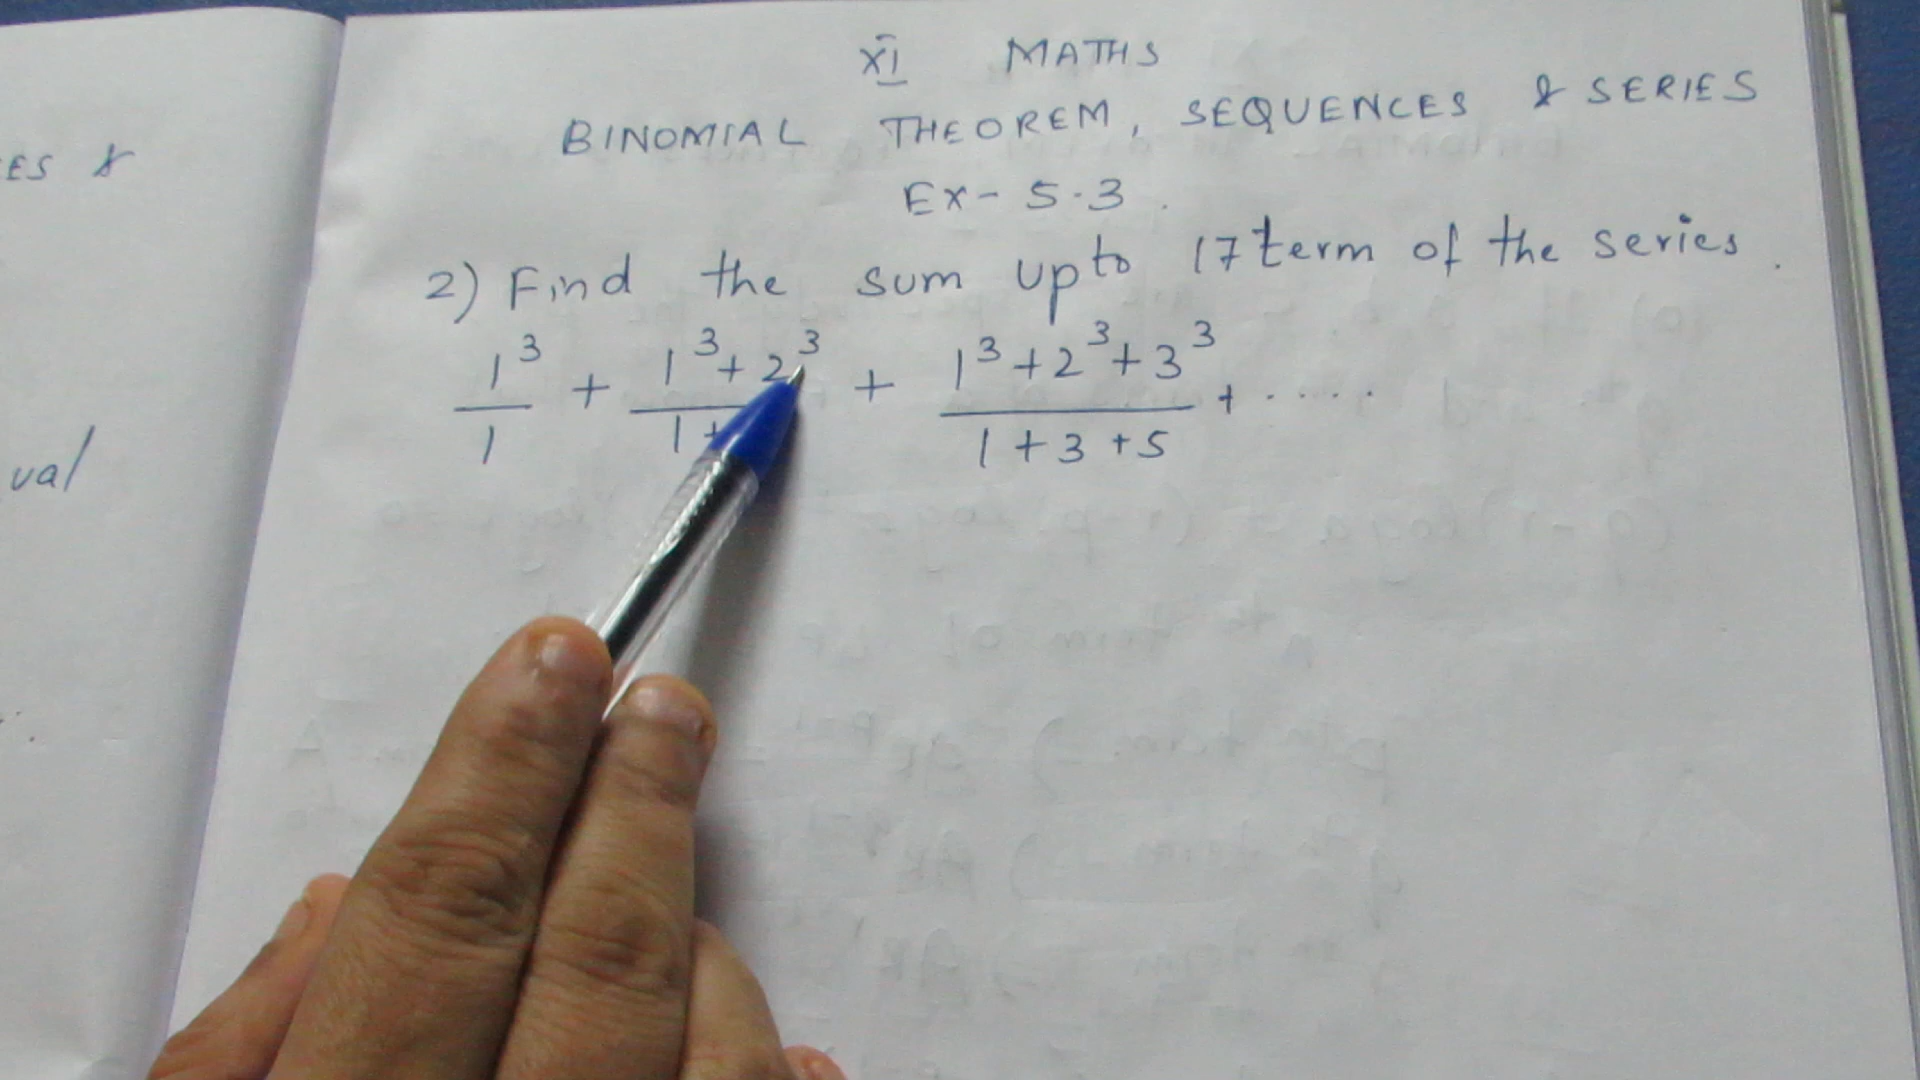 ES &
val
XI MATHS
BINOMIAL THEOREM, SEQUENCES & SERIES
Ex - 5.3.
2) Find the sum upto 17 term of the series.
1³/1 + 1³+2³/1+ + 1³+2³+3³/1+3+5 + .....